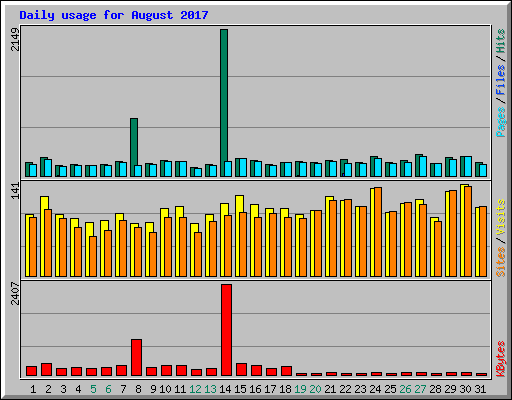 Daily usage for August 2017
2149
Pages / Files / Hits
141
Sites / Visits
2407
KBytes
1 2 3 4 5 6 7 8 9 10 11 12 13 14 15 16 17 18 19 20 21 22 23 24 25 26 27 28 29 30 31